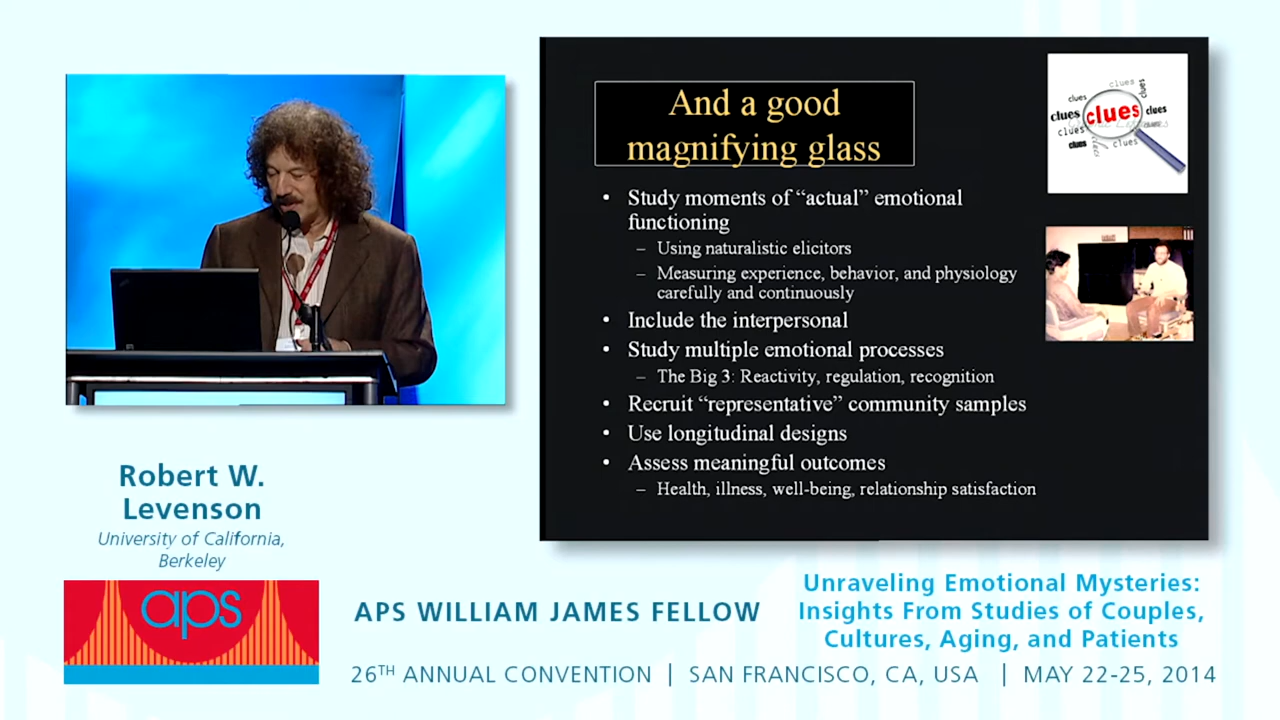 And a good
magnifying glass
clues
clues
clues
clues
clues
clues
clues
clues
clues
• Study moments of “actual” emotional
functioning
– Using naturalistic elicitors
– Measuring experience, behavior, and physiology
carefully and continuously
• Include the interpersonal
• Study multiple emotional processes
– The Big 3: Reactivity, regulation, recognition
• Recruit “representative” community samples
• Use longitudinal designs
• Assess meaningful outcomes
– Health, illness, well-being, relationship satisfaction
Robert W.
Levenson
University of California,
Berkeley
aps
APS WILLIAM JAMES FELLOW
Unraveling Emotional Mysteries:
Insights From Studies of Couples,
Cultures, Aging, and Patients
26TH ANNUAL CONVENTION | SAN FRANCISCO, CA, USA | MAY 22-25, 2014